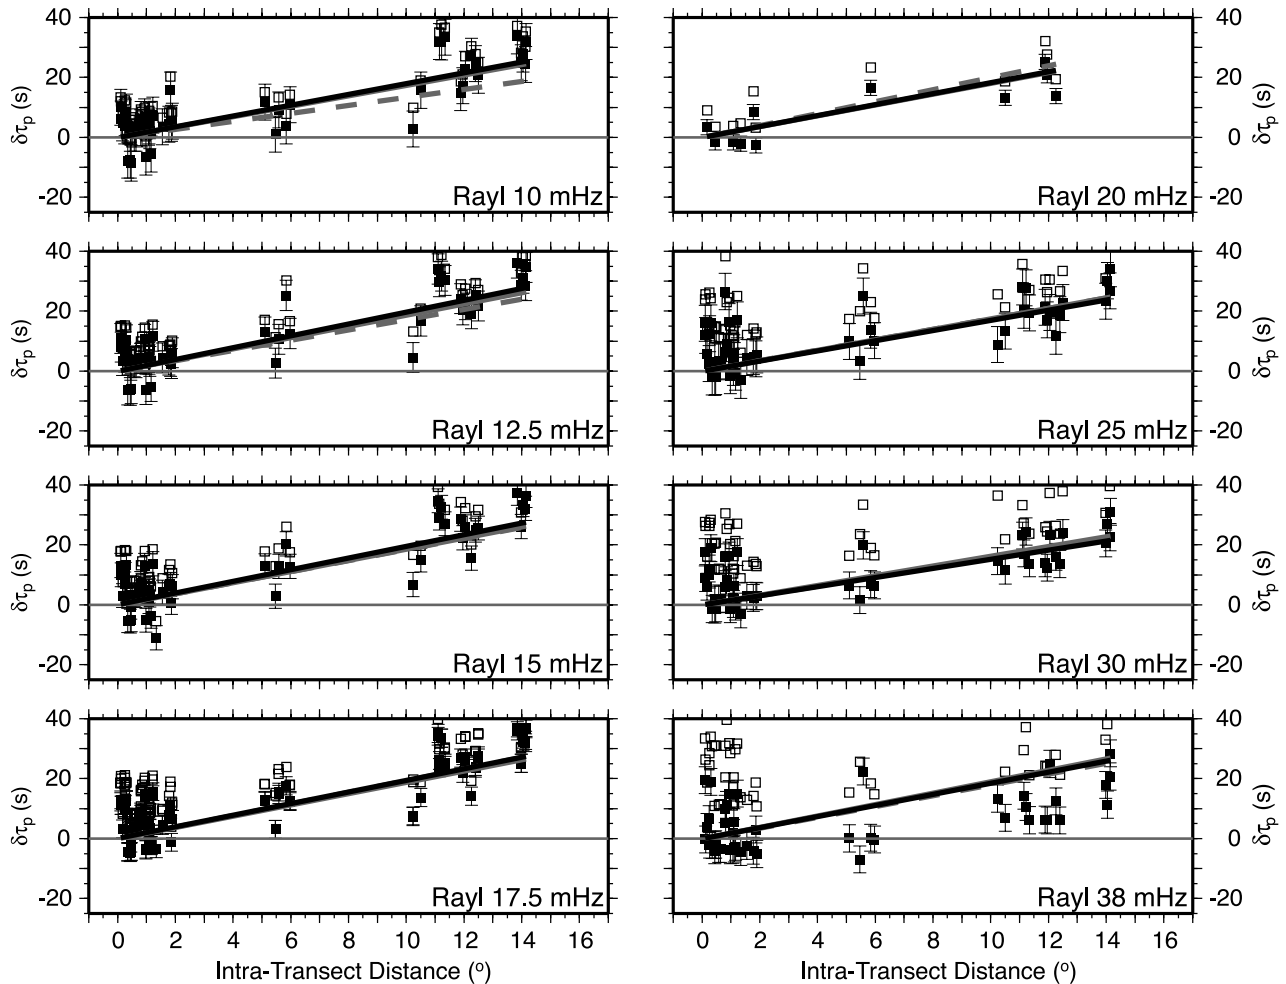 40
20
0
-20
δτp (s)
Rayl 10 mHz
40
20
0
-20
δτp (s)
Rayl 20 mHz
40
20
0
-20
δτp (s)
Rayl 12.5 mHz
40
20
0
-20
δτp (s)
Rayl 25 mHz
40
20
0
-20
δτp (s)
Rayl 15 mHz
40
20
0
-20
δτp (s)
Rayl 30 mHz
40
20
0
-20
δτp (s)
Rayl 17.5 mHz
40
20
0
-20
δτp (s)
Rayl 38 mHz
0 2 4 6 8 10 12 14 16
0 2 4 6 8 10 12 14 16
Intra-Transect Distance (o)
Intra-Transect Distance (o)